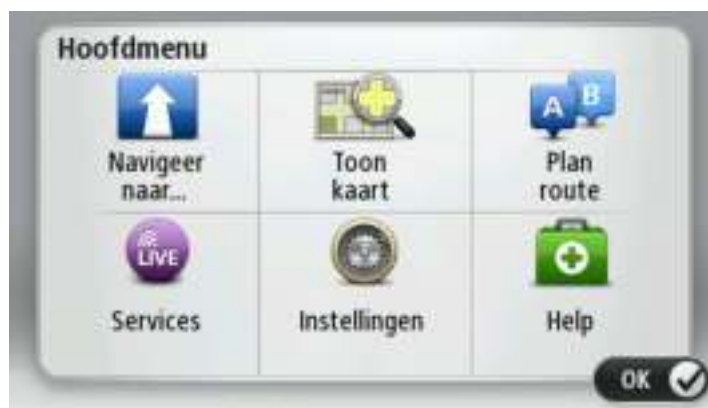 Hoofdmenu
A B
Navigeer
naar...
Toon
kaart
Plan
route
LIVE
Services
Instellingen
Help
OK